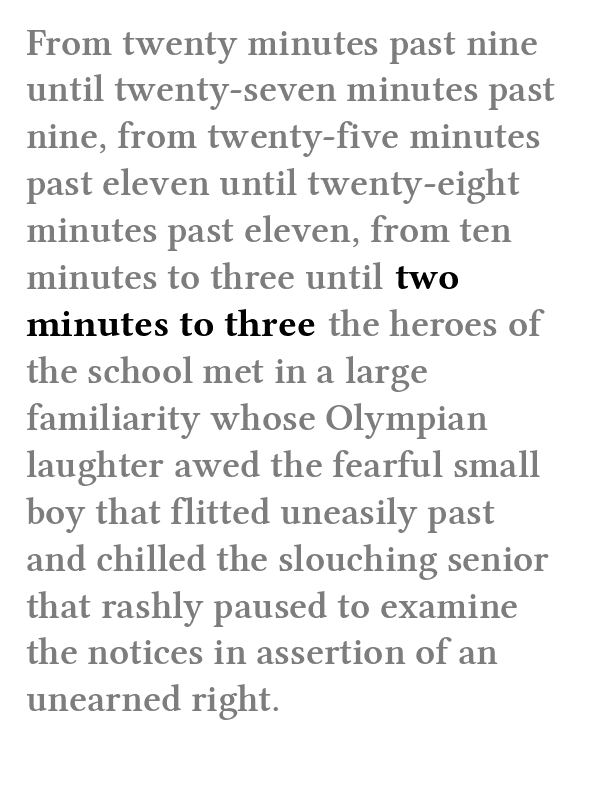 From twenty minutes past nine
until twenty-seven minutes past
nine, from twenty-five minutes
past eleven until twenty-eight
minutes past eleven, from ten
minutes to three until two
minutes to three the heroes of
the school met in a large
familiarity whose Olympian
laughter awed the fearful small
boy that flitted uneasily past
and chilled the slouching senior
that rashly paused to examine
the notices in assertion of an
unearned right.